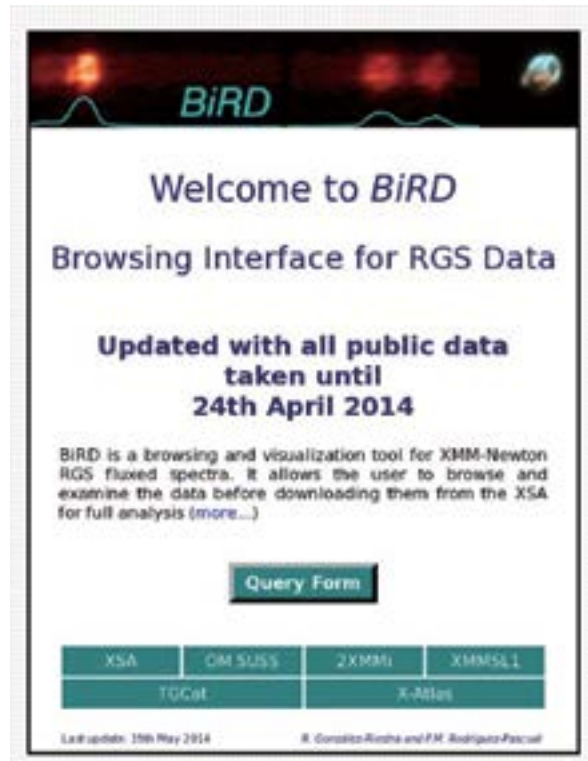 BiRD
Welcome to BiRD
Browsing Interface for RGS Data
Updated with all public data
taken until
24th April 2014
BiRD is a browsing and visualization tool for XMM-Newton
RGS fluxed spectra. It allows the user to browse and
examine the data before downloading them from the XSA
for full analysis (more...)
Query Form
XSA OM SUSS 2XMMi XMMSL1
TGCat X-Atlas
Last update: May 2014 R. González-Riestra and P.M. Rodríguez-Pascual